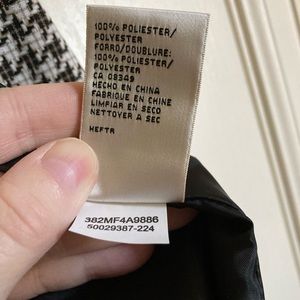 100% POLIESTER/
POLYESTER
FORRO/DOUBLURE:
100% POLIESTER/
POLYESTER
CA 08349
HECHO EN CHINA
FABRIQUE EN CHINE
LIMPIAR EN SECO
NETTOYER A SEC
HEFTR
382MF4A9886
50029387-224